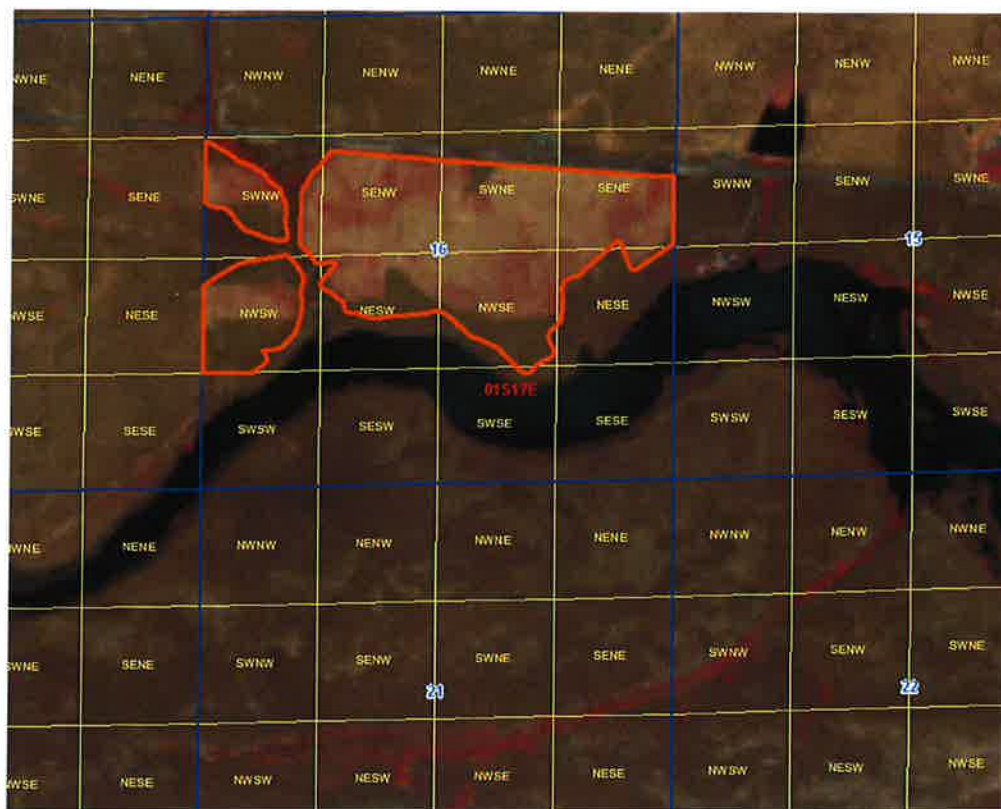 NWNE NENE NWNW NENW NWNE NENE NWNW NENW NWNE
SWNE SENE SWNW SENW SWNE SENE SWNW SENW SWNE
16 15
NWSE NESE NWSW NESW NWSE NESE NWSW NESW NWSE
01S17E
SWSE SESE SWSW SESW SWSE SESE SWSW SESW SWSE
NWNE NENE NWNW NENW NWNE NENE NWNW NENW NWNE
SWNE SENE SWNW SENW SWNE SENE SWNW SENW SWNE
21 22
NWSE NESE NWSW NESW NWSE NESE NWSW NESW NWSE